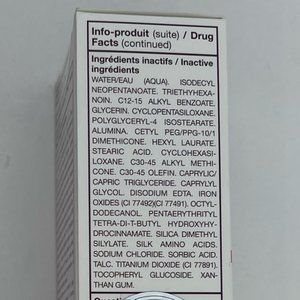 Info-produit (suite) / Drug
Facts (continued)
Ingrédients inactifs / Inactive
ingrédients
WATER/EAU (AQUA). ISODECYL
NEOPENTANOATE. TRIETHYHEXA-
NOIN. C12-15 ALKYL BENZOATE.
GLYCERIN. CYCLOPENTASILOXANE.
POLYGLYCERYL-4 ISOSTEARATE.
ALUMINA. CETYL PEG/PPG-10/1
DIMETHICONE. HEXYL LAURATE.
STEARIC ACID. CYCLOHEXASI-
LOXANE. C30-45 ALKYL METHI-
CONE. C30-45 OLEFIN. CAPRYLIC/
CAPRIC TRIGLYCERIDE. CAPRYLYL
GLYCOL. DISODIUM EDTA. IRON
OXIDES (CI 77492)(CI 77491). OCTYL-
DODECANOL. PENTAERYTHRITYL
TETRA-DI-T-BUTYL HYDROXYHY-
DROCINNAMATE. SILICA DIMETHYL
SILYLATE. SILK AMINO ACIDS.
SODIUM CHLORIDE. SORBIC ACID.
TALC. TITANIUM DIOXIDE (CI 77891).
TOCOPHERYL GLUCOSIDE. XAN-
THAN GUM.